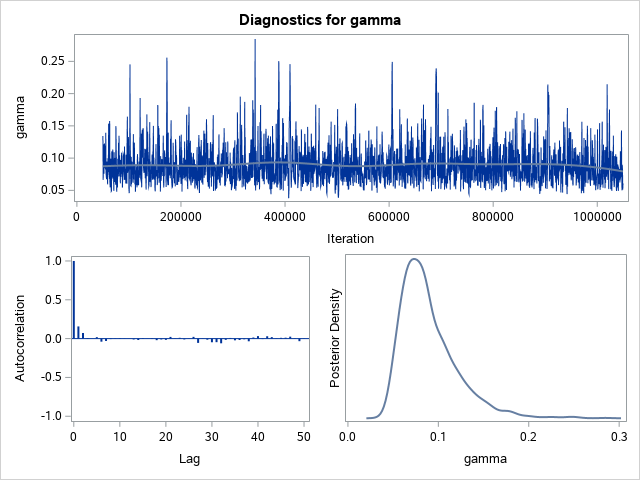 Diagnostics for gamma
gamma
0.25
0.20
0.15
0.10
0.05
0 200000 400000 600000 800000 1000000
Iteration
Autocorrelation
1.0
0.5
0.0
-0.5
-1.0
0 10 20 30 40 50
Lag
Posterior Density
0.0 0.1 0.2 0.3
gamma